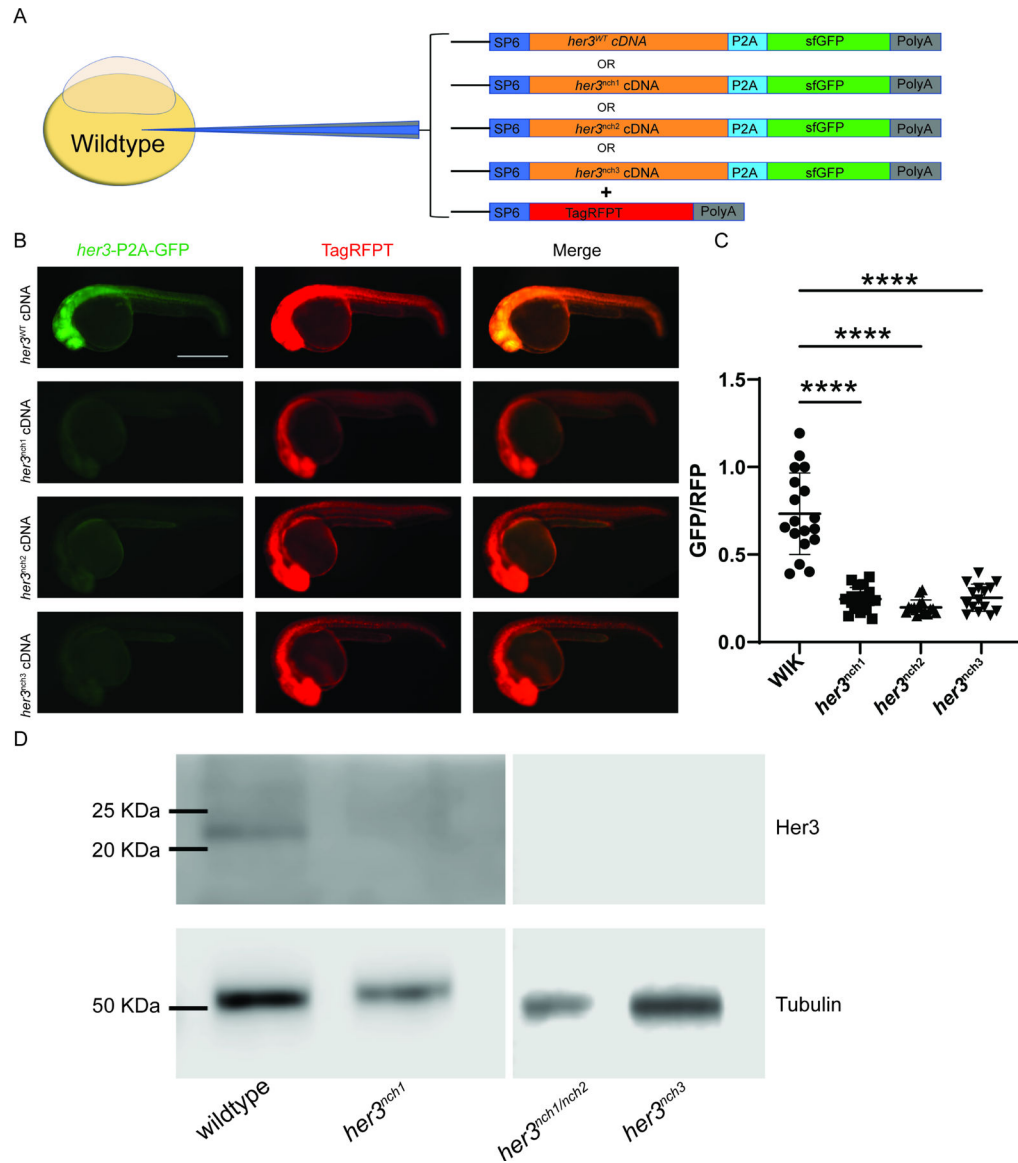 A
SP6 her3WT cDNA P2A sfGFP PolyA
OR
SP6 her3nch1 cDNA P2A sfGFP PolyA
OR
SP6 her3nch2 cDNA P2A sfGFP PolyA
OR
SP6 her3nch3 cDNA P2A sfGFP PolyA
+
SP6 TagRFPT PolyA
Wildtype
B
her3-P2A-GFP TagRFPT Merge
her3WT cDNA
her3nch1 cDNA
her3nch2 cDNA
her3nch3 cDNA
C
****
****
****
1.5
1.0
0.5
0.0
GFP/RFP
WIK her3nch1 her3nch2 her3nch3
D
25 KDa
20 KDa
Her3
50 KDa
Tubulin
wildtype her3nch1 her3nch1/nch2 her3nch3